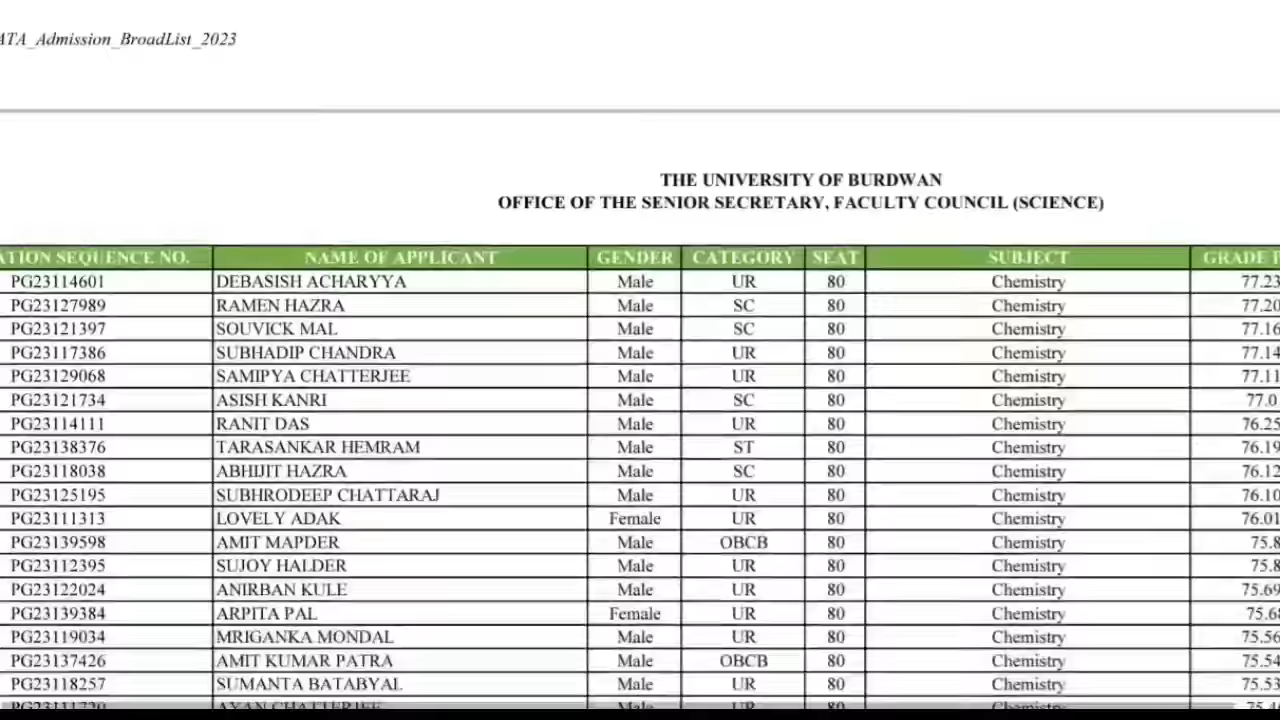 ATA_Admission_BroadList_2023
THE UNIVERSITY OF BURDWAN
OFFICE OF THE SENIOR SECRETARY, FACULTY COUNCIL (SCIENCE)
ATION SEQUENCE NO. NAME OF APPLICANT GENDER CATEGORY SEAT SUBJECT GRADE
PG23114601 DEBASISH ACHARYYA Male UR 80 Chemistry 77.23
PG23127989 RAMEN HAZRA Male SC 80 Chemistry 77.20
PG23121397 SOUVICK MAL Male SC 80 Chemistry 77.16
PG23117386 SUBHADIP CHANDRA Male UR 80 Chemistry 77.14
PG23129068 SAMIPYA CHATTERJEE Male UR 80 Chemistry 77.11
PG23121734 ASISH KANRI Male SC 80 Chemistry 77.0
PG23114111 RANIT DAS Male UR 80 Chemistry 76.25
PG23138376 TARASANKAR HEMRAM Male ST 80 Chemistry 76.19
PG23118038 ABHIJIT HAZRA Male SC 80 Chemistry 76.12
PG23125195 SUBHRODEEP CHATTARAJ Male UR 80 Chemistry 76.10
PG23111313 LOVELY ADAK Female UR 80 Chemistry 76.01
PG23139598 AMIT MAPDER Male OBCB 80 Chemistry 75.8
PG23112395 SUJOY HALDER Male UR 80 Chemistry 75.8
PG23122024 ANIRBAN KULE Male UR 80 Chemistry 75.69
PG23139384 ARPITA PAL Female UR 80 Chemistry 75.6
PG23119034 MRIGANKA MONDAL Male UR 80 Chemistry 75.56
PG23137426 AMIT KUMAR PATRA Male OBCB 80 Chemistry 75.54
PG23118257 SUMANTA BATABYAL Male UR 80 Chemistry 75.53
AYAN CHATTERJEE Male UR 80 Chemistry